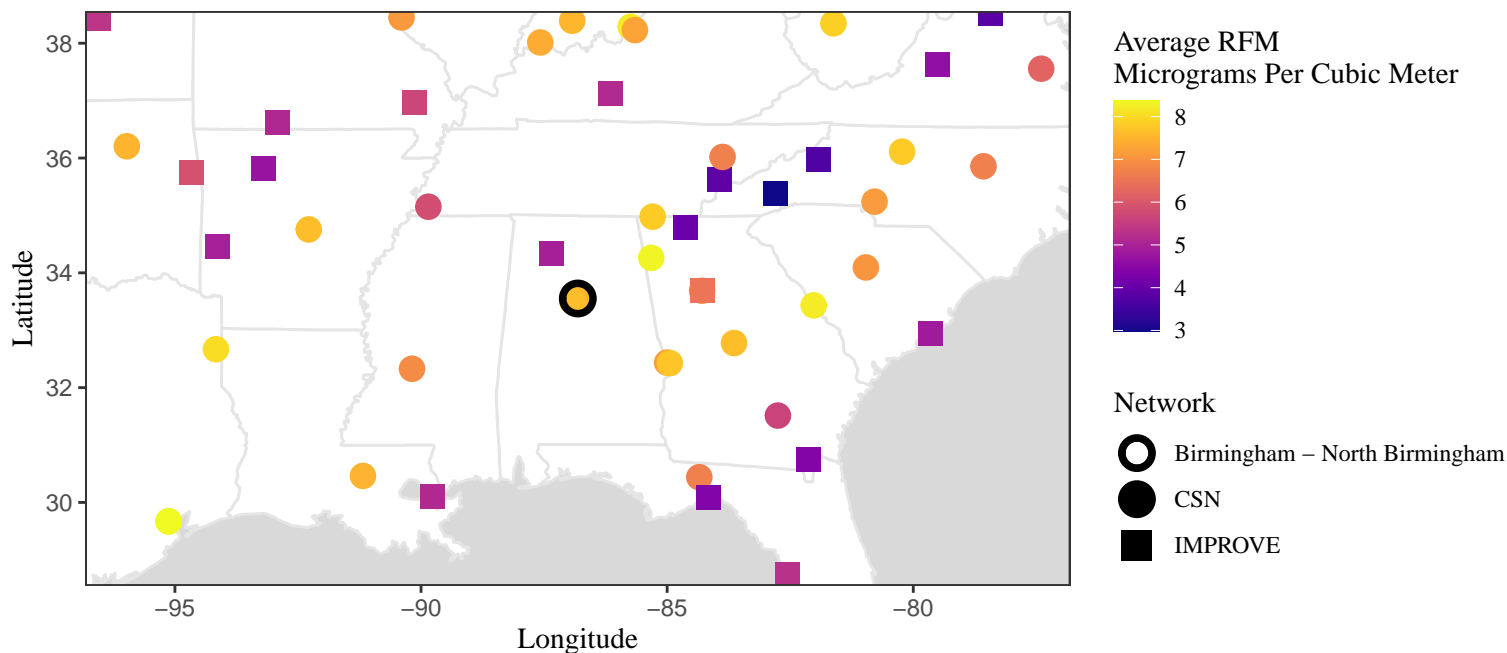 38
36
34
32
30
Latitude
−95
−90
−85
−80
Longitude
Average RFM
Micrograms Per Cubic Meter
8
7
6
5
4
3
Network
Birmingham – North Birmingham
CSN
IMPROVE